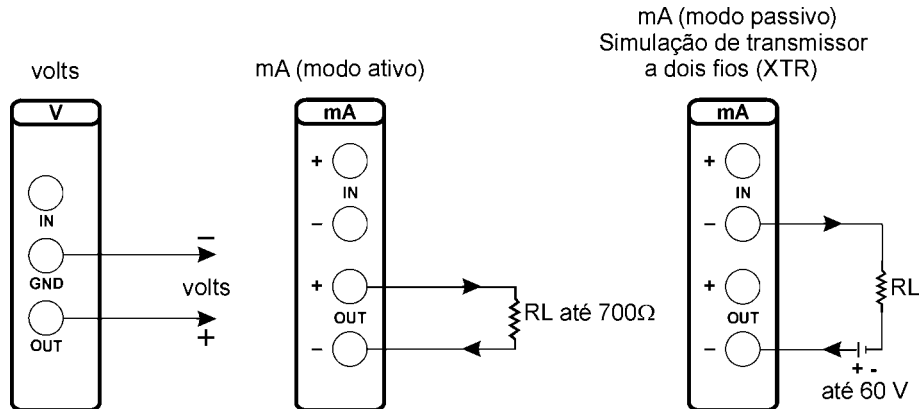 volts
V
IN
GND
OUT
−
volts
+
mA (modo ativo)
mA
+
IN
−
+
OUT
−
RL até 700Ω
mA (modo passivo)
Simulação de transmissor
a dois fios (XTR)
mA
+
IN
−
+
OUT
−
RL
+ -
até 60 V